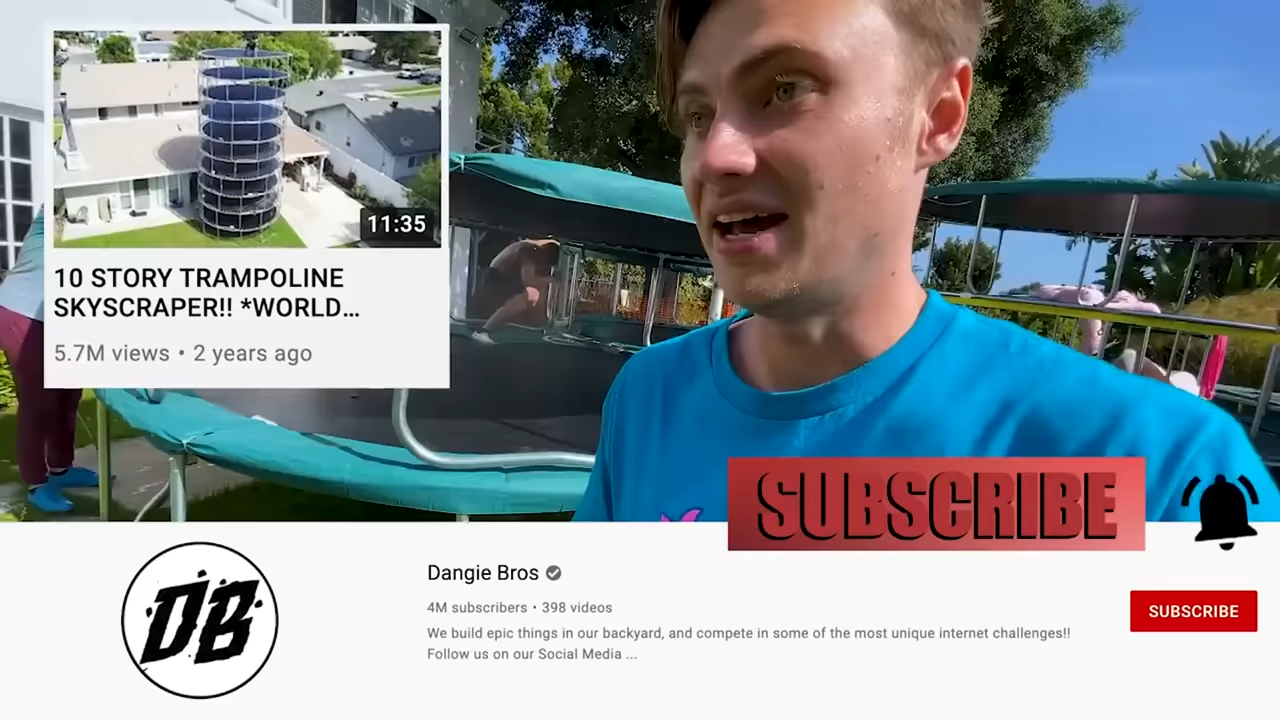 11:35
10 STORY TRAMPOLINE
SKYSCRAPER!! *WORLD...
5.7M views • 2 years ago
SUBSCRIBE
DB
Dangie Bros
4M subscribers • 398 videos
We build epic things in our backyard, and compete in some of the most unique internet challenges!!
Follow us on our Social Media ...
SUBSCRIBE